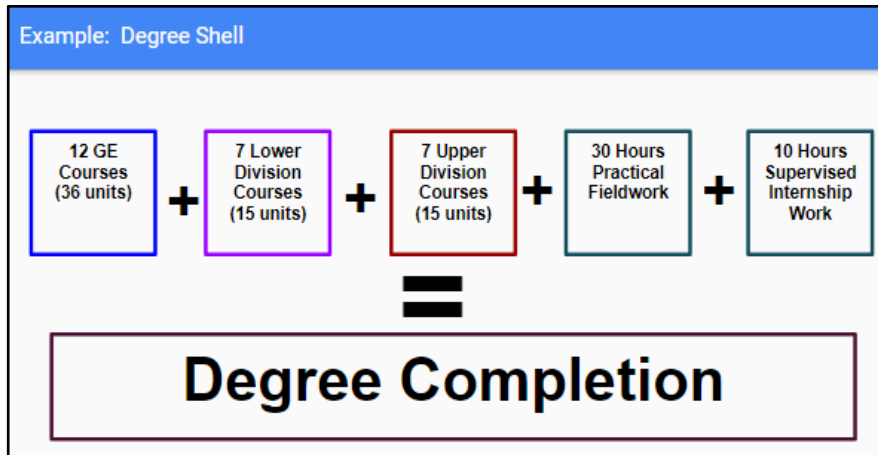 Example: Degree Shell
12 GE
Courses
(36 units)
+
7 Lower
Division
Courses
(15 units)
+
7 Upper
Division
Courses
(15 units)
+
30 Hours
Practical
Fieldwork
+
10 Hours
Supervised
Internship
Work
=
Degree Completion